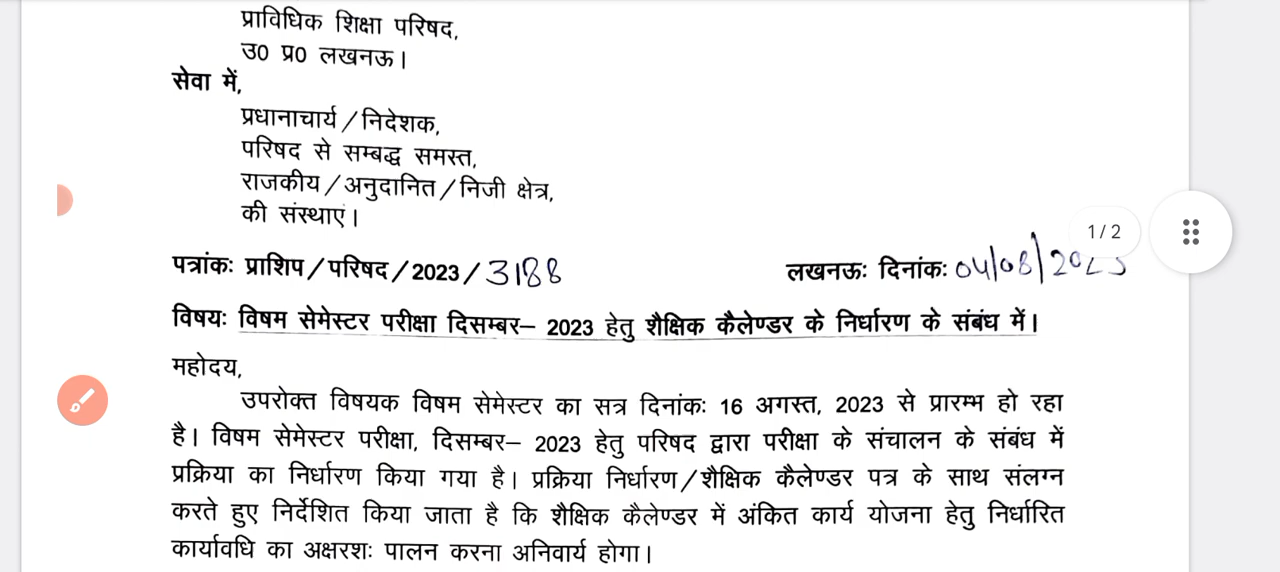 प्राविधिक शिक्षा परिषद,
उ0 प्र0 लखनऊ।
सेवा में,
प्रधानाचार्य/निदेशक,
परिषद से सम्बद्ध समस्त,
राजकीय/अनुदानित/निजी क्षेत्र,
की संस्थाएं।
1/2
पत्रांकः प्राशिप/परिषद/2023/3188 लखनऊः दिनांकः 04/08/2023
विषयः विषम सेमेस्टर परीक्षा दिसम्बर– 2023 हेतु शैक्षिक कैलेण्डर के निर्धारण के संबंध में।
महोदय,
उपरोक्त विषयक विषम सेमेस्टर का सत्र दिनांकः 16 अगस्त, 2023 से प्रारम्भ हो रहा
है। विषम सेमेस्टर परीक्षा, दिसम्बर– 2023 हेतु परिषद द्वारा परीक्षा के संचालन के संबंध में
प्रक्रिया का निर्धारण किया गया है। प्रक्रिया निर्धारण/शैक्षिक कैलेण्डर पत्र के साथ संलग्न
करते हुए निर्देशित किया जाता है कि शैक्षिक कैलेण्डर में अंकित कार्य योजना हेतु निर्धारित
कार्यावधि का अक्षरशः पालन करना अनिवार्य होगा।